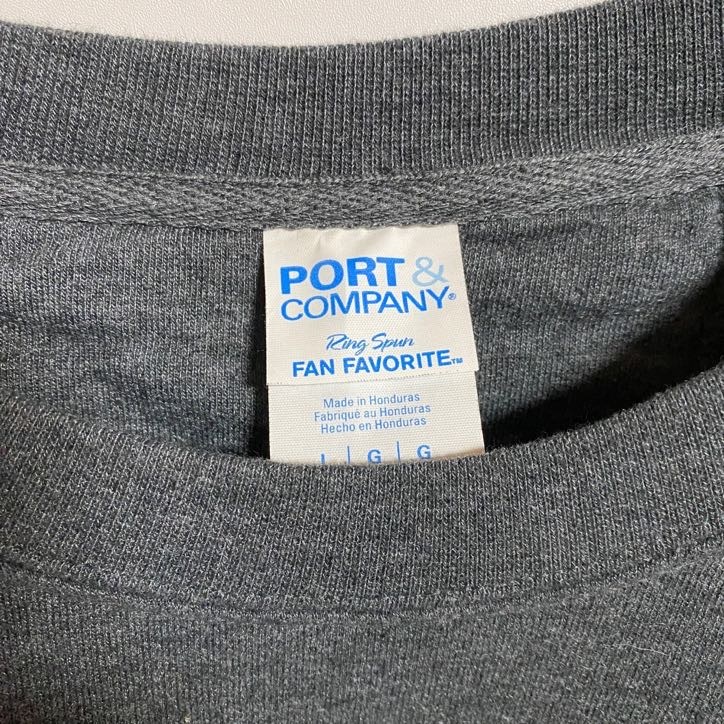 PORT &
COMPANY®
Ring Spun
FAN FAVORITE™
Made in Honduras
Fabriqué au Honduras
Hecho en Honduras
L | G | G